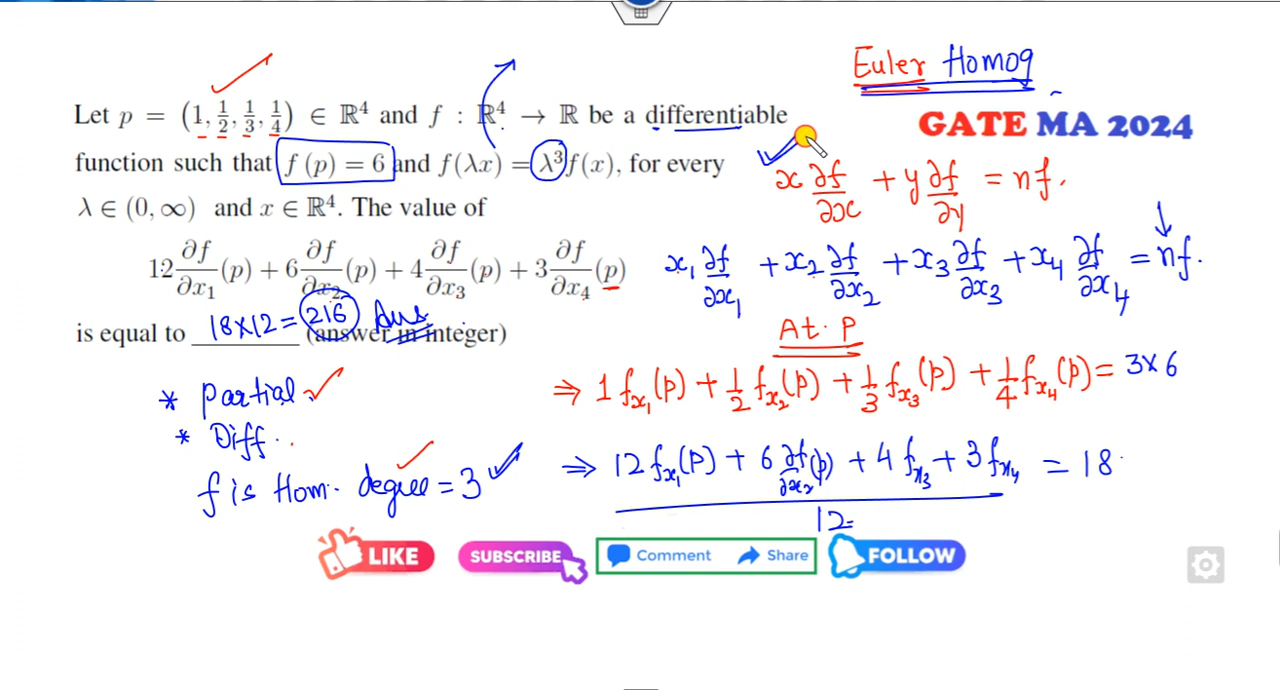 Euler Homog
Let p = (1, 1/2, 1/3, 1/4) ∈ ℝ⁴ and f : ℝ⁴ → ℝ be a differentiable
function such that f(p) = 6 and f(λx) = λ³f(x), for every
λ ∈ (0, ∞) and x ∈ ℝ⁴. The value of
12 ∂f/∂x₁ (p) + 6 ∂f/∂x₂ (p) + 4 ∂f/∂x₃ (p) + 3 ∂f/∂x₄ (p)
is equal to 18×12 = 216 Ans (answer in integer)
* Partial ✓
* Diff..
f is Hom. degree = 3 ✓
GATE MA 2024
x ∂f/∂x + y ∂f/∂y = nf.
x₁ ∂f/∂x₁ + x₂ ∂f/∂x₂ + x₃ ∂f/∂x₃ + x₄ ∂f/∂x₄ = nf.
At. P
⇒ 1 fx₁(p) + 1/2 fx₂(p) + 1/3 fx₃(p) + 1/4 fx₄(p) = 3×6
⇒ 12 fx₁(p) + 6 ∂f/∂x₂ (p) + 4 fx₃ + 3 fx₄ = 18.
12
LIKE
SUBSCRIBE
Comment
Share
FOLLOW